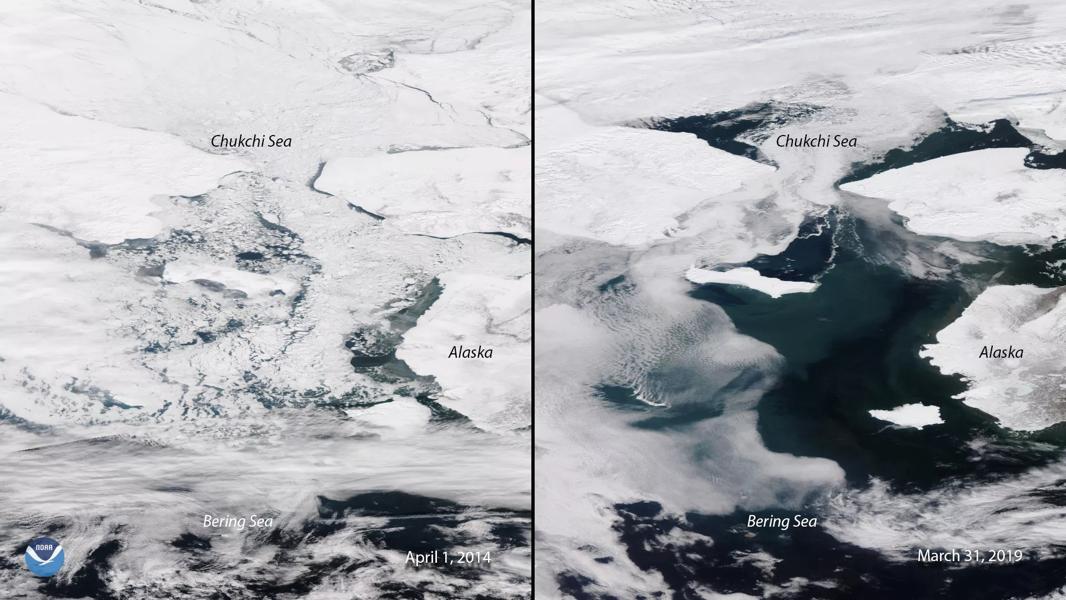 Chukchi Sea
Alaska
Bering Sea
NOAA
April 1, 2014
Chukchi Sea
Alaska
Bering Sea
March 31, 2019